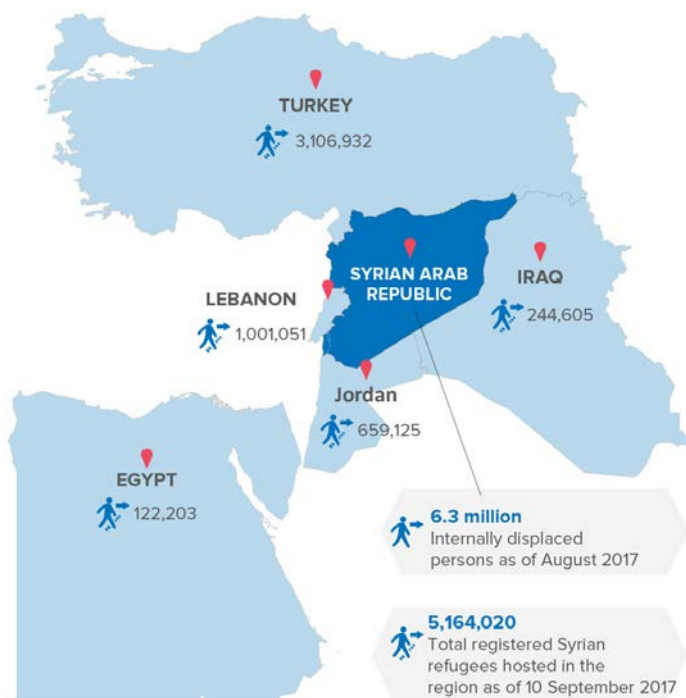 TURKEY
3,106,932
SYRIAN ARAB
REPUBLIC
IRAQ
244,605
LEBANON
1,001,051
Jordan
659,125
EGYPT
122,203
6.3 million
Internally displaced
persons as of August 2017
5,164,020
Total registered Syrian
refugees hosted in the
region as of 10 September 2017